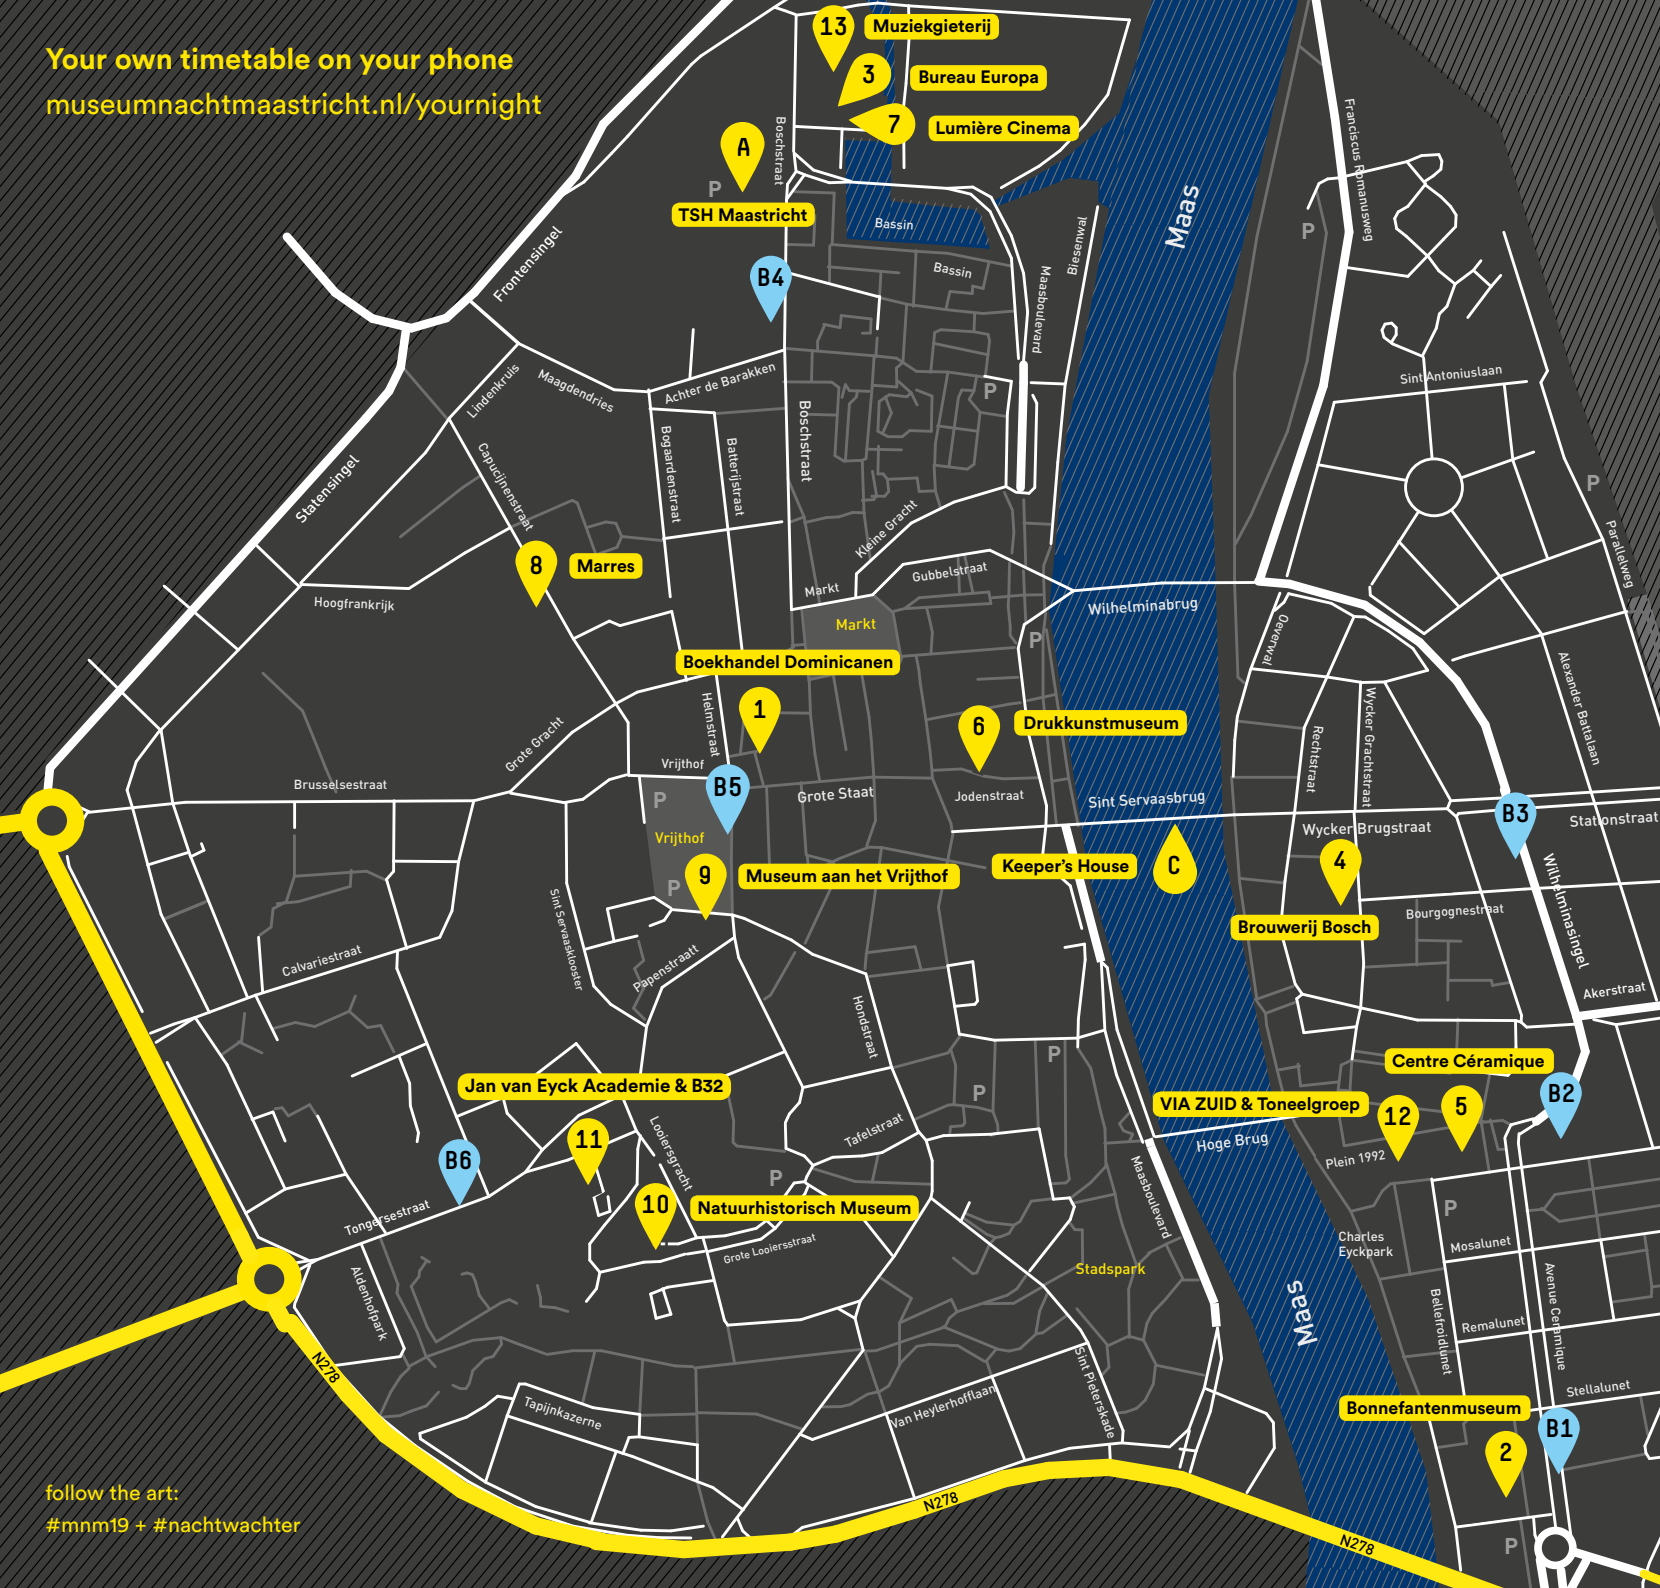 Your own timetable on your phone
museumnachtmaastricht.nl/yournight
13
Muziekgieterij
3
Bureau Europa
7
Lumière Cinema
A
P
TSH Maastricht
Boschstraat
Bassin
Bassin
Biesenwal
Maasboulevard
Maas
Franciscus Romanusweg
P
B4
Frontensingel
Lindenkruis
Maagdendries
Achter de Barakken
P
Sint Antoniuslaan
Capucijnenstraat
Bogaardenstraat
Batterijstraat
Boschstraat
Statensingel
P
Parallelweg
Kleine Gracht
8
Marres
Gubbelstraat
Markt
Hoogfrankrijk
Wilhelminabrug
Markt
P
Oeverwal
Boekhandel Dominicanen
Alexander Battalaan
1
Helmstraat
6
Drukkunstmuseum
Rechtstraat
Wycker Grachtstraat
Grote Gracht
Vrijthof
B5
Brusselsestraat
P
Grote Staat
Jodenstraat
Sint Servaasbrug
B3
Stationstraat
Wycker Brugstraat
Vrijthof
4
Keeper's House
C
9
P
Museum aan het Vrijthof
Wilhelminasingel
Bourgognestraat
Brouwerij Bosch
Sint Servaasklooster
Calvariestraat
Papenstraatt
Akerstraat
Hondstraat
P
Centre Céramique
Jan van Eyck Academie & B32
P
VIA ZUID & Toneelgroep
12
5
B2
11
Looiersgracht
Tafelstraat
Hoge Brug
Plein 1992
B6
P
Maasboulevard
10
Natuurhistorisch Museum
P
Tongersestraat
Grote Looiersstraat
Charles
Eyckpark
Mosalunet
Stadspark
Aldenhofpark
Maas
Bellefroidlunet
Avenue Ceramique
Remalunet
N278
Sint Pieterskade
Stellalunet
Tapijnkazerne
Van Heylerhofflaan
Bonnefantenmuseum
B1
2
follow the art:
#mnm19 + #nachtwachter
N278
N278
P